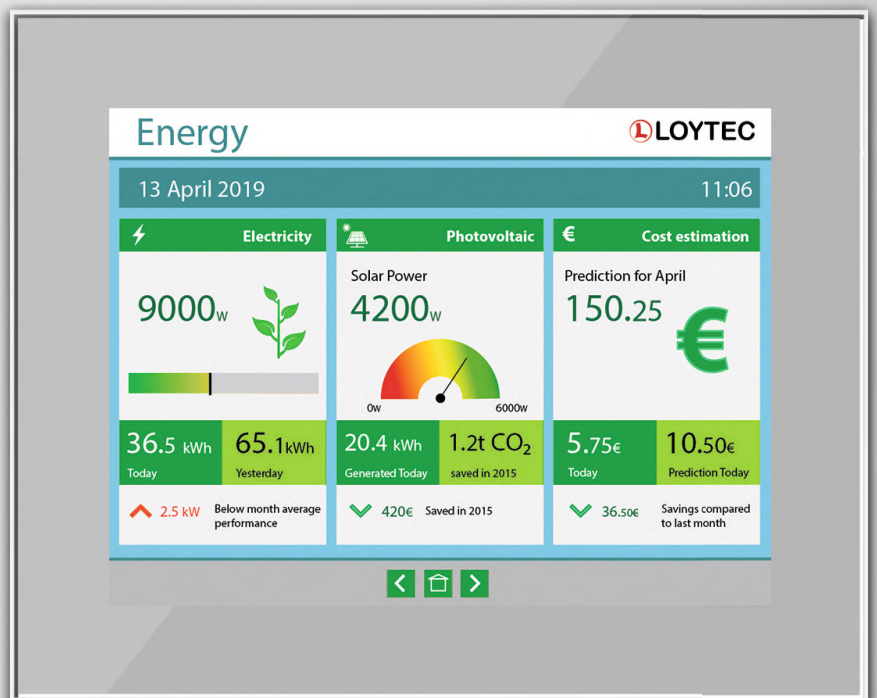 Energy
LOYTEC
13 April 2019 11:06
Electricity
9000w
36.5 kWh
Today
65.1kWh
Yesterday
2.5 kW
Below month average
performance
Photovoltaic
Solar Power
4200w
0w
6000w
20.4 kWh
Generated Today
1.2t CO₂
saved in 2015
420€ Saved in 2015
€ Cost estimation
Prediction for April
150.25
€
5.75€
Today
10.50€
Prediction Today
36.50€
Savings compared
to last month